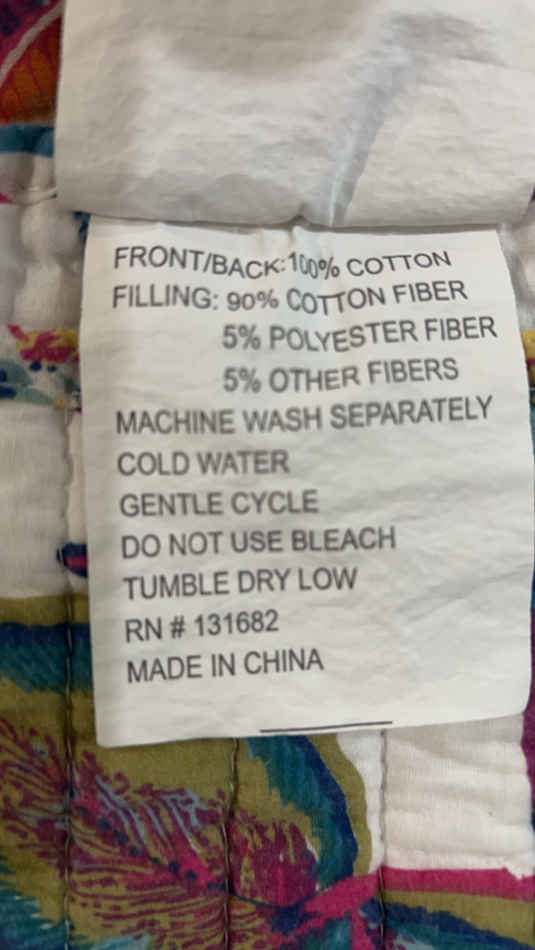 FRONT/BACK:100% COTTON
FILLING: 90% COTTON FIBER
5% POLYESTER FIBER
5% OTHER FIBERS
MACHINE WASH SEPARATELY
COLD WATER
GENTLE CYCLE
DO NOT USE BLEACH
TUMBLE DRY LOW
RN # 131682
MADE IN CHINA